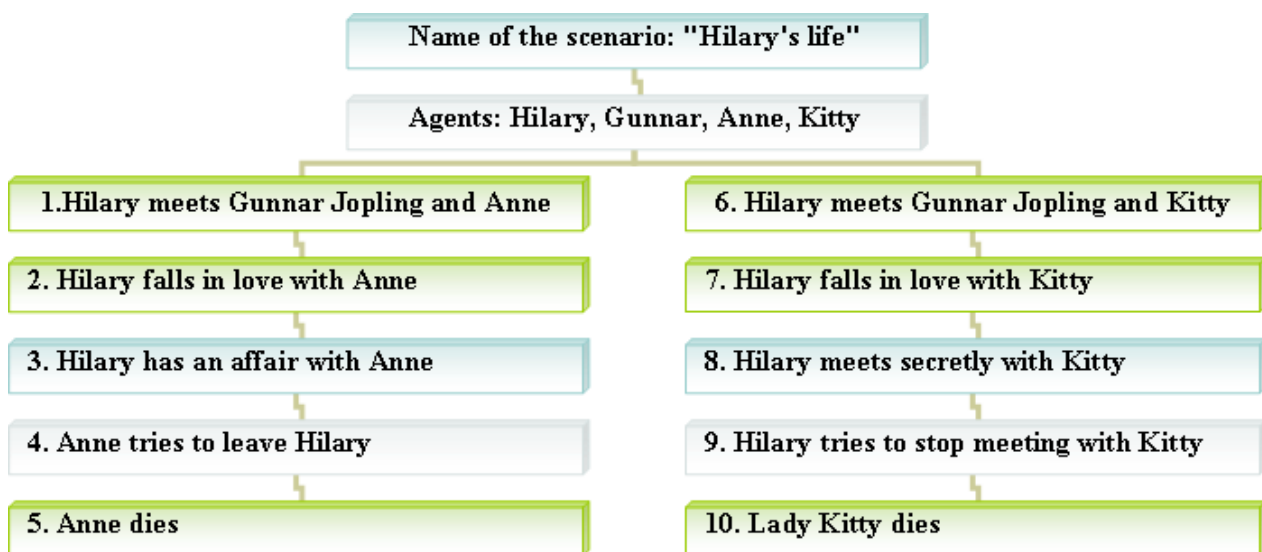 Name of the scenario: "Hilary's life"
Agents: Hilary, Gunnar, Anne, Kitty
1.Hilary meets Gunnar Jopling and Anne
2. Hilary falls in love with Anne
3. Hilary has an affair with Anne
4. Anne tries to leave Hilary
5. Anne dies
6. Hilary meets Gunnar Jopling and Kitty
7. Hilary falls in love with Kitty
8. Hilary meets secretly with Kitty
9. Hilary tries to stop meeting with Kitty
10. Lady Kitty dies